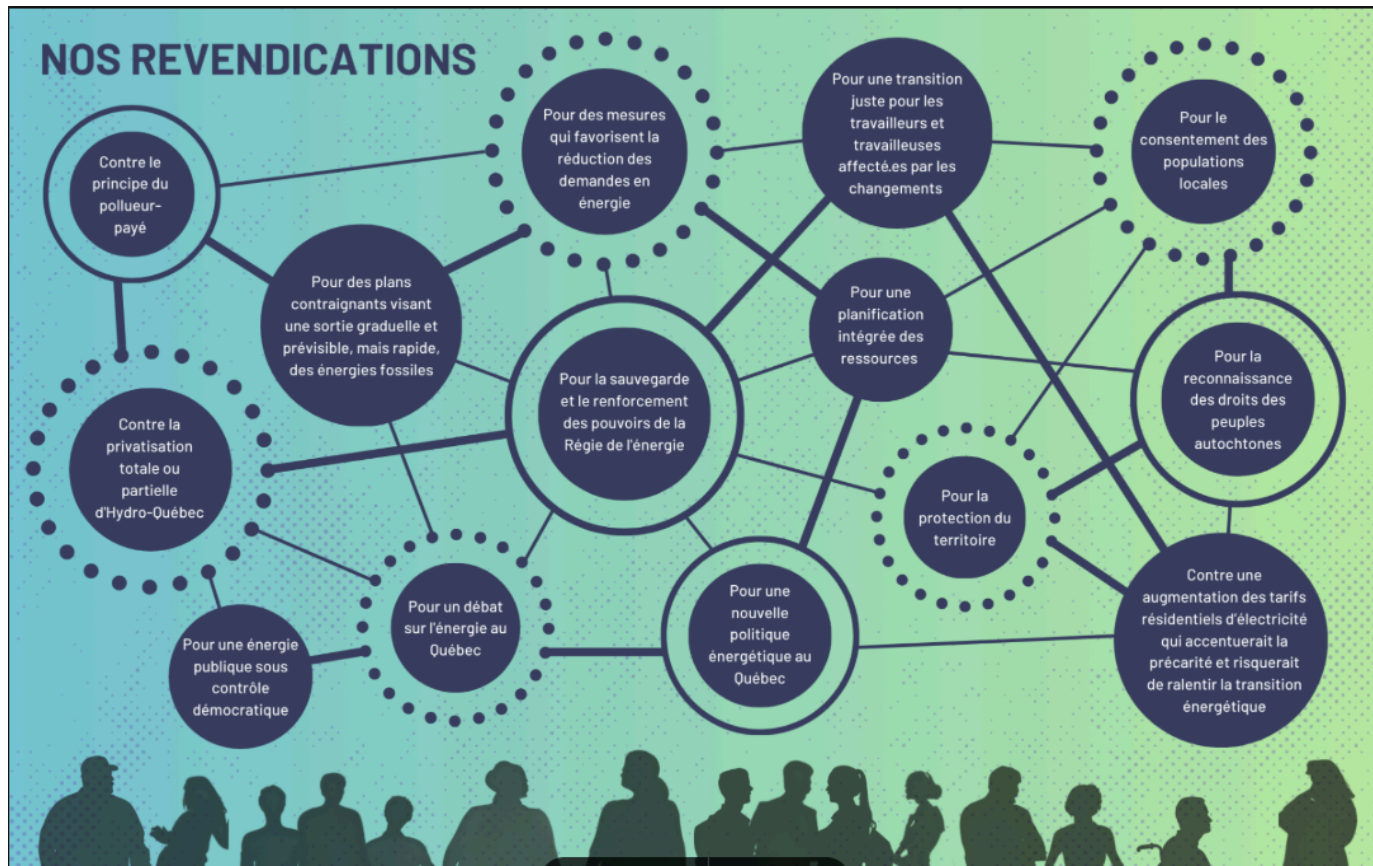 NOS REVENDICATIONS
Contre le
principe du
pollueur-
payé
Pour des mesures
qui favorisent la
réduction des
demandes en
énergie
Pour une transition
juste pour les
travailleurs et
travailleuses
affecté.es par les
changements
Pour le
consentement des
populations
locales
Pour des plans
contraignants visant
une sortie graduelle et
prévisible, mais rapide,
des énergies fossiles
Pour une
planification
intégrée des
ressources
Pour la sauvegarde
et le renforcement
des pouvoirs de la
Régie de l'énergie
Pour la
reconnaissance
des droits des
peuples
autochtones
Contre la
privatisation
totale ou
partielle
d'Hydro-Québec
Pour la
protection du
territoire
Pour une énergie
publique sous
contrôle
démocratique
Pour un débat
sur l'énergie au
Québec
Pour une
nouvelle
politique
énergétique au
Québec
Contre une
augmentation des tarifs
résidentiels d'électricité
qui accentuerait la
précarité et risquerait
de ralentir la transition
énergétique